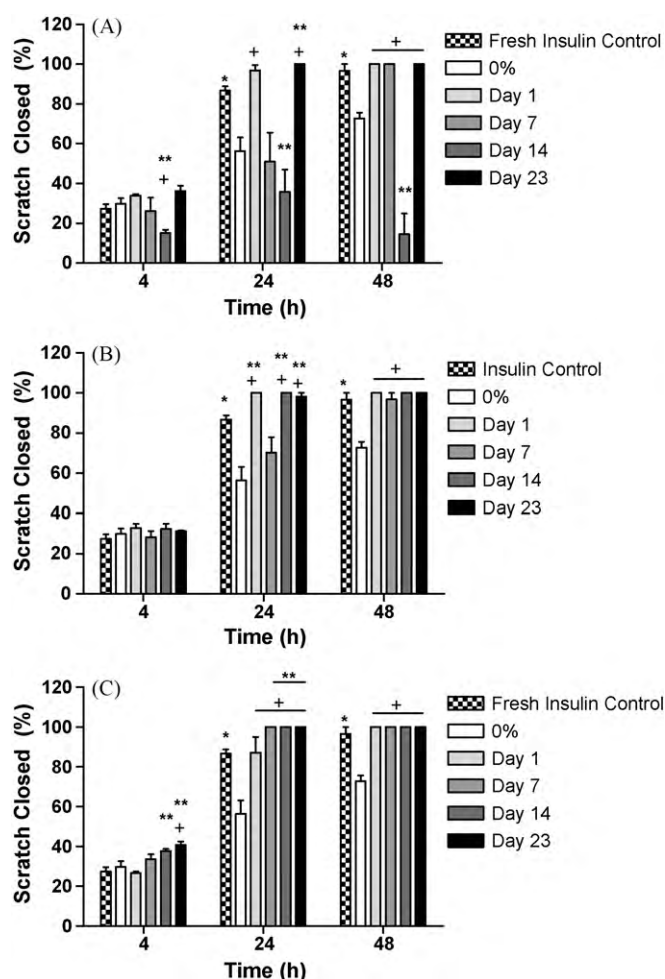 (A)
Scratch Closed (%)
120
100
80
60
40
20
0
*
+
**
+
**
*
+
**
**
+
4
24
48
Time (h)
Fresh Insulin Control
0%
Day 1
Day 7
Day 14
Day 23
(B)
Scratch Closed (%)
120
100
80
60
40
20
0
*
**
+
**
+
**
+
*
+
4
24
48
Time (h)
Insulin Control
0%
Day 1
Day 7
Day 14
Day 23
(C)
Scratch Closed (%)
120
100
80
60
40
20
0
**
**
+
*
**
+
*
+
4
24
48
Time (h)
Fresh Insulin Control
0%
Day 1
Day 7
Day 14
Day 23